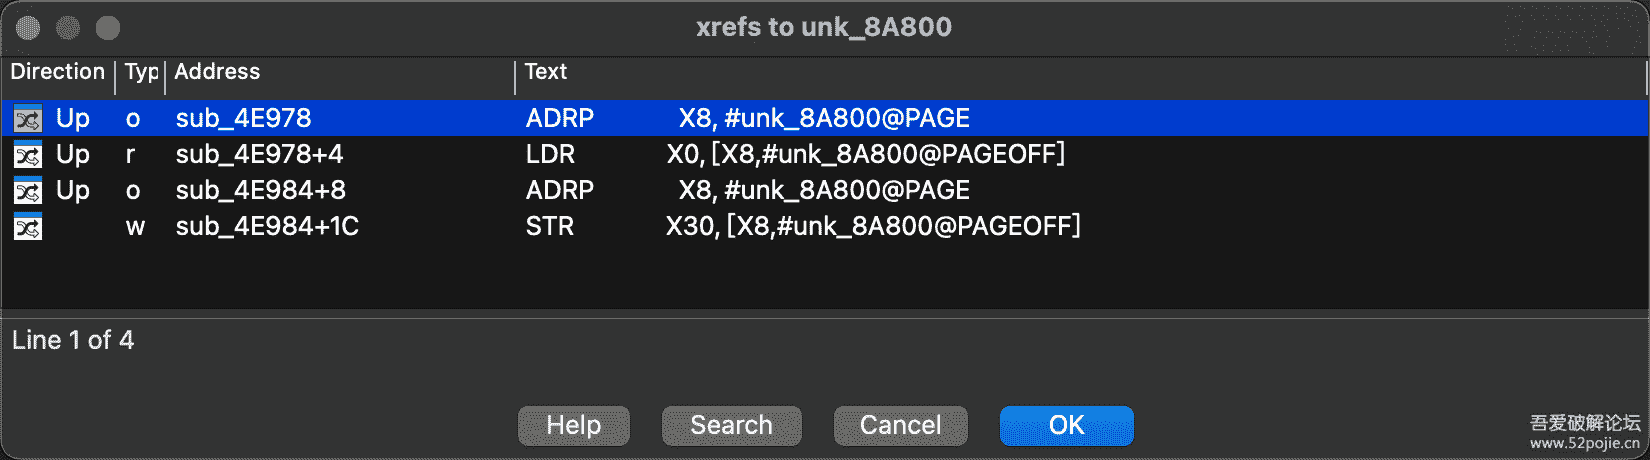 xrefs to unk_8A800
Direction Typ Address Text
Up o sub_4E978 ADRP X8, #unk_8A800@PAGE
Up r sub_4E978+4 LDR X0, [X8,#unk_8A800@PAGEOFF]
Up o sub_4E984+8 ADRP X8, #unk_8A800@PAGE
w sub_4E984+1C STR X30, [X8,#unk_8A800@PAGEOFF]
Line 1 of 4
Help Search Cancel OK
吾爱破解论坛
www.52pojie.cn